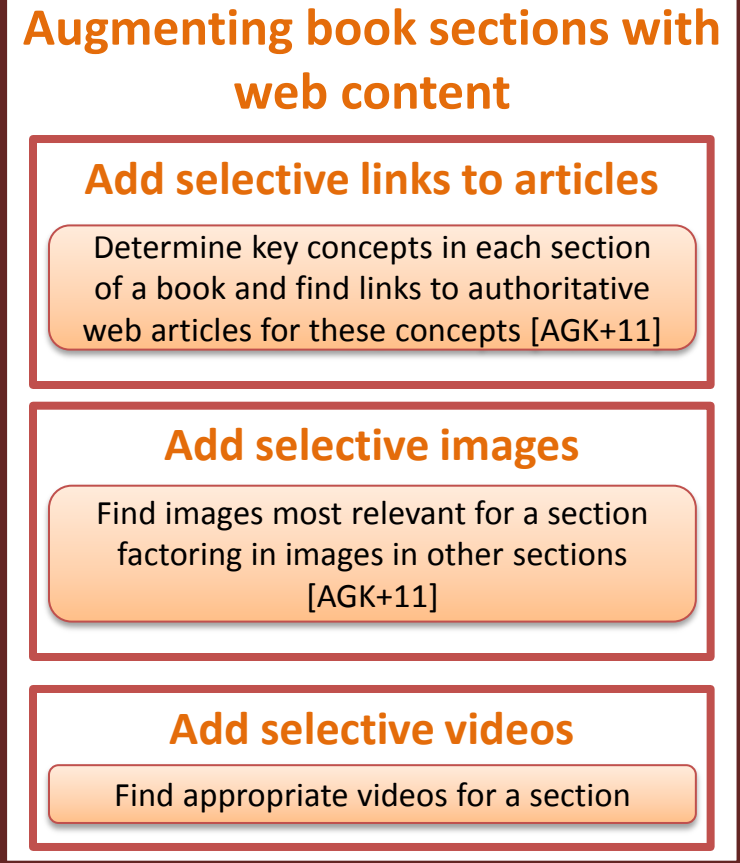 Augmenting book sections with
web content
Add selective links to articles
Determine key concepts in each section
of a book and find links to authoritative
web articles for these concepts [AGK+11]
Add selective images
Find images most relevant for a section
factoring in images in other sections
[AGK+11]
Add selective videos
Find appropriate videos for a section